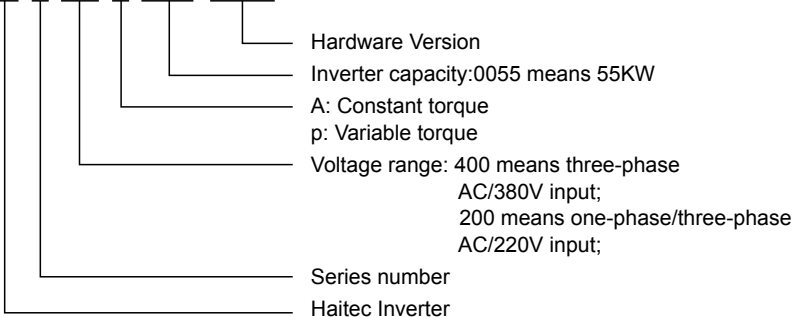 Hardware Version
Inverter capacity:0055 means 55KW
A: Constant torque
p: Variable torque
Voltage range: 400 means three-phase
AC/380V input;
200 means one-phase/three-phase
AC/220V input;
Series number
Haitec Inverter